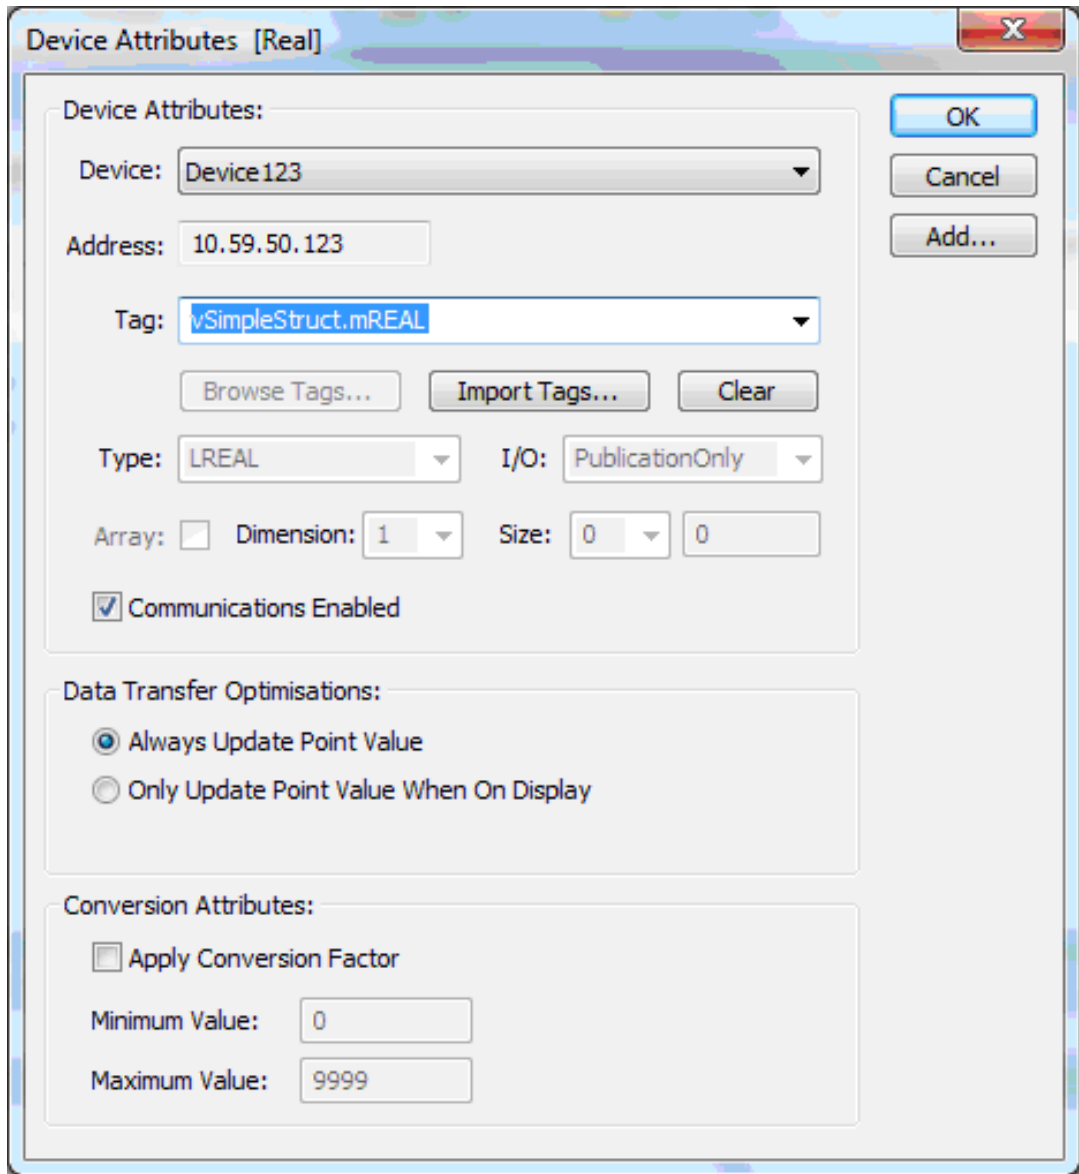 Device Attributes [Real]
X
Device Attributes:
OK
Device: Device123
Cancel
Address: 10.59.50.123
Add...
Tag: vSimpleStruct.mREAL
Browse Tags... Import Tags... Clear
Type: LREAL I/O: PublicationOnly
Array: Dimension: 1 Size: 0 0
Communications Enabled
Data Transfer Optimisations:
Always Update Point Value
Only Update Point Value When On Display
Conversion Attributes:
Apply Conversion Factor
Minimum Value: 0
Maximum Value: 9999